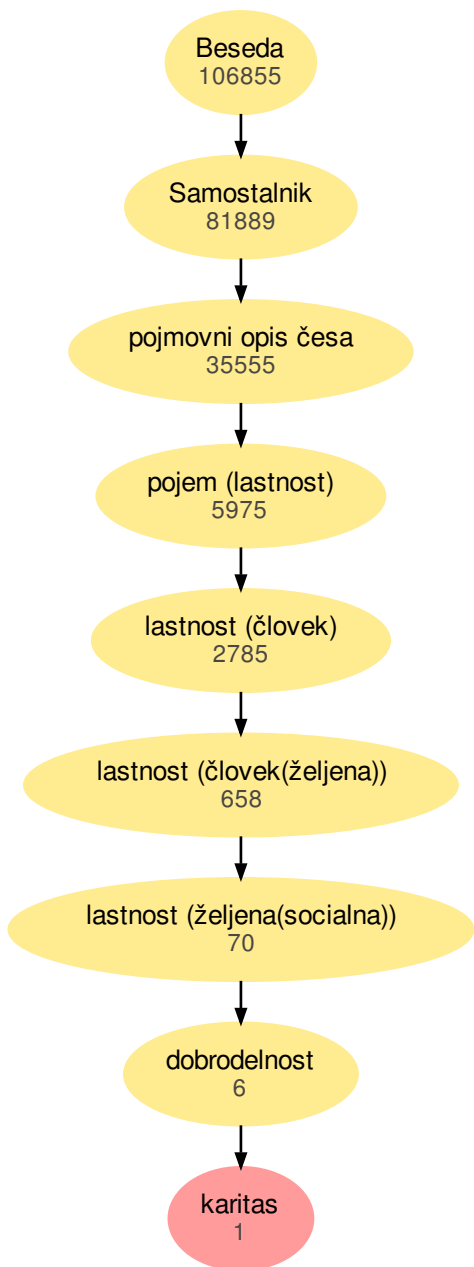 Beseda
106855
Samostalnik
81889
pojmovni opis česa
35555
pojem (lastnost)
5975
lastnost (človek)
2785
lastnost (človek(željena))
658
lastnost (željena(socialna))
70
dobrodelnost
6
karitas
1